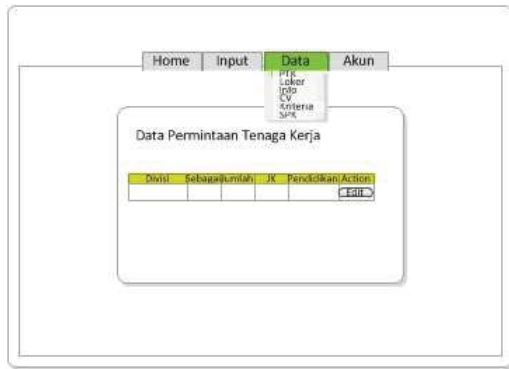 Home Input Data Akun
PTK
Loker
Info
CV
Kriteria
SPK
Data Permintaan Tenaga Kerja
Divisi Sebagai Jumlah JK Pendidikan Action
Edit